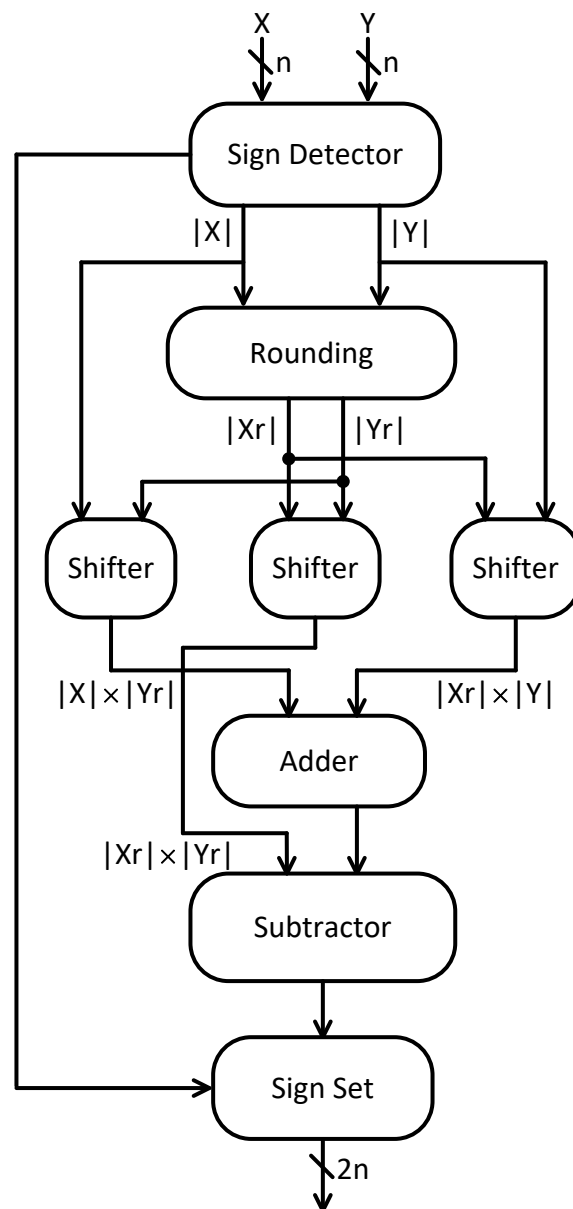 X Y
n n
Sign Detector
|X| |Y|
Rounding
|Xr| |Yr|
Shifter Shifter Shifter
|X|×|Yr| |Xr|×|Y|
Adder
|Xr|×|Yr|
Subtractor
Sign Set
2n